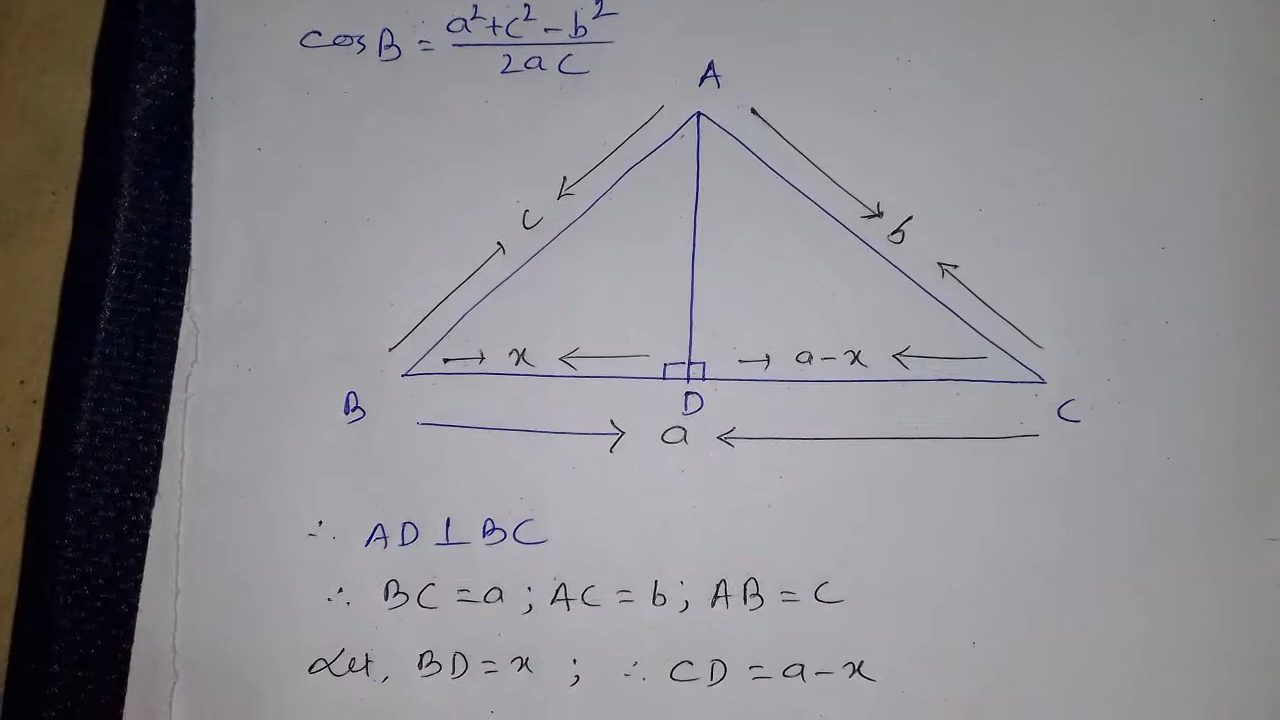 cos B = a²+c²-b² / 2ac
A
c
b
x
a-x
B
D
C
a
∴ AD⊥BC
∴ BC=a ; AC=b ; AB=C
Let, BD=x ; ∴ CD=a-x